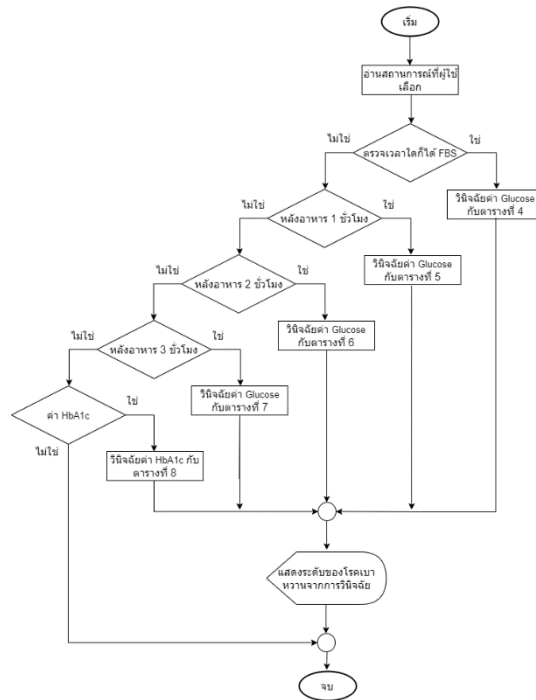 เริ่ม
อ่านสถานการณ์ที่ผู้ใช้
เลือก
ไม่ใช่
ใช่
ตรวจเวลาใดก็ได้ FBS
ไม่ใช่
ใช่
วินิจฉัยค่า Glucose
กับตารางที่ 4
หลังอาหาร 1 ชั่วโมง
ไม่ใช่
ใช่
วินิจฉัยค่า Glucose
กับตารางที่ 5
หลังอาหาร 2 ชั่วโมง
ไม่ใช่
ใช่
วินิจฉัยค่า Glucose
กับตารางที่ 6
หลังอาหาร 3 ชั่วโมง
ใช่
วินิจฉัยค่า Glucose
กับตารางที่ 7
ค่า HbA1c
ไม่ใช่
วินิจฉัยค่า HbA1c กับ
ตารางที่ 8
แสดงระดับของโรคเบา
หวานจากการวินิจฉัย
จบ